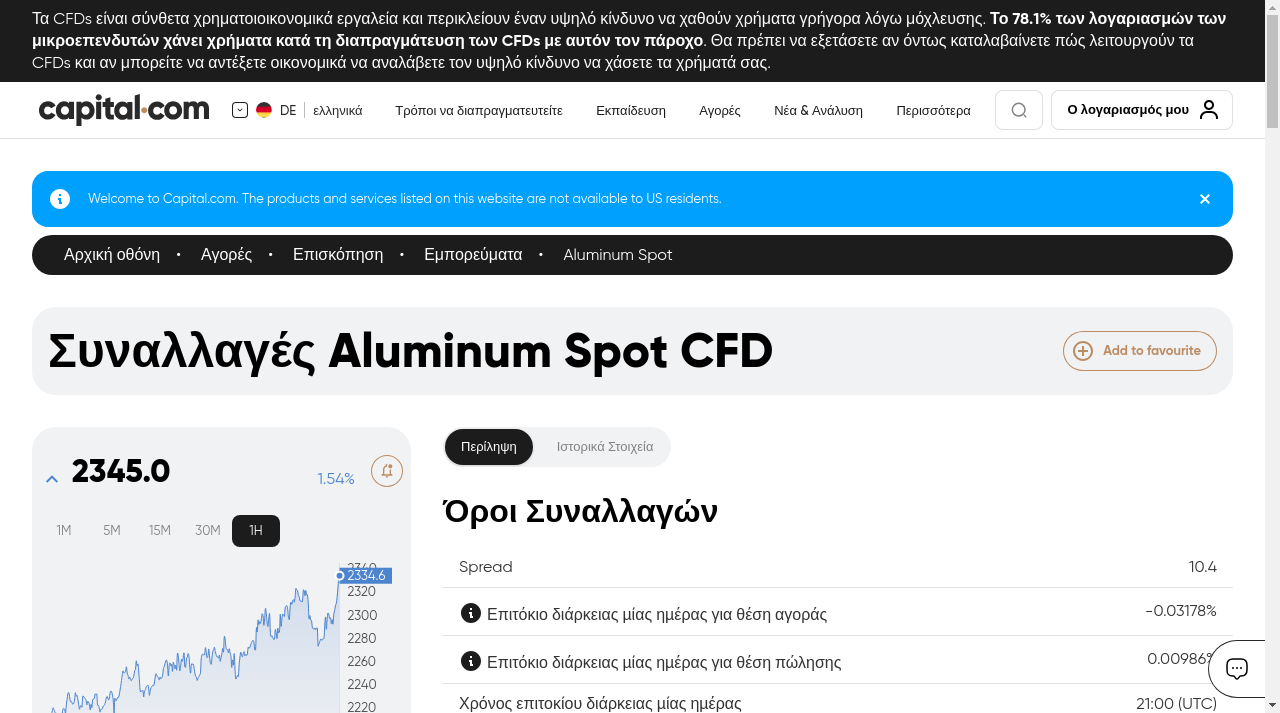 Τα CFDs είναι σύνθετα χρηματοιοικονομικά εργαλεία και περικλείουν έναν υψηλό κίνδυνο να χαθούν χρήματα γρήγορα λόγω μόχλευσης. Το 78.1% των λογαριασμών των
μικροεπενδυτών χάνει χρήματα κατά τη διαπραγμάτευση των CFDs με αυτόν τον πάροχο. Θα πρέπει να εξετάσετε αν όντως καταλαβαίνετε πώς λειτουργούν τα
CFDs και αν μπορείτε να αντέξετε οικονομικά να αναλάβετε τον υψηλό κίνδυνο να χάσετε τα χρήματά σας.
capital.com DE ελληνικά Τρόποι να διαπραγματευτείτε Εκπαίδευση Αγορές Νέα & Ανάλυση Περισσότερα Ο λογαριασμός μου
Welcome to Capital.com. The products and services listed on this website are not available to US residents.
Αρχική οθόνη • Αγορές • Επισκόπηση • Εμπορεύματα • Aluminum Spot
Συναλλαγές Aluminum Spot CFD
Add to favourite
2345.0 1.54%
1M 5M 15M 30M 1H
2334.6
2320
2300
2280
2260
2240
2220
Περίληψη Ιστορικά Στοιχεία
Όροι Συναλλαγών
Spread 10.4
Επιτόκιο διάρκειας μίας ημέρας για θέση αγοράς -0.03178%
Επιτόκιο διάρκειας μίας ημέρας για θέση πώλησης 0.00986%
Χρόνος επιτοκίου διάρκειας μίας ημέρας 21:00 (UTC)